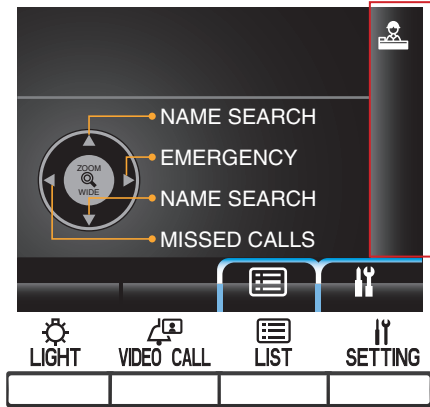 NAME SEARCH
EMERGENCY
ZOOM
WIDE
NAME SEARCH
MISSED CALLS
LIGHT
VIDEO CALL
LIST
SETTING